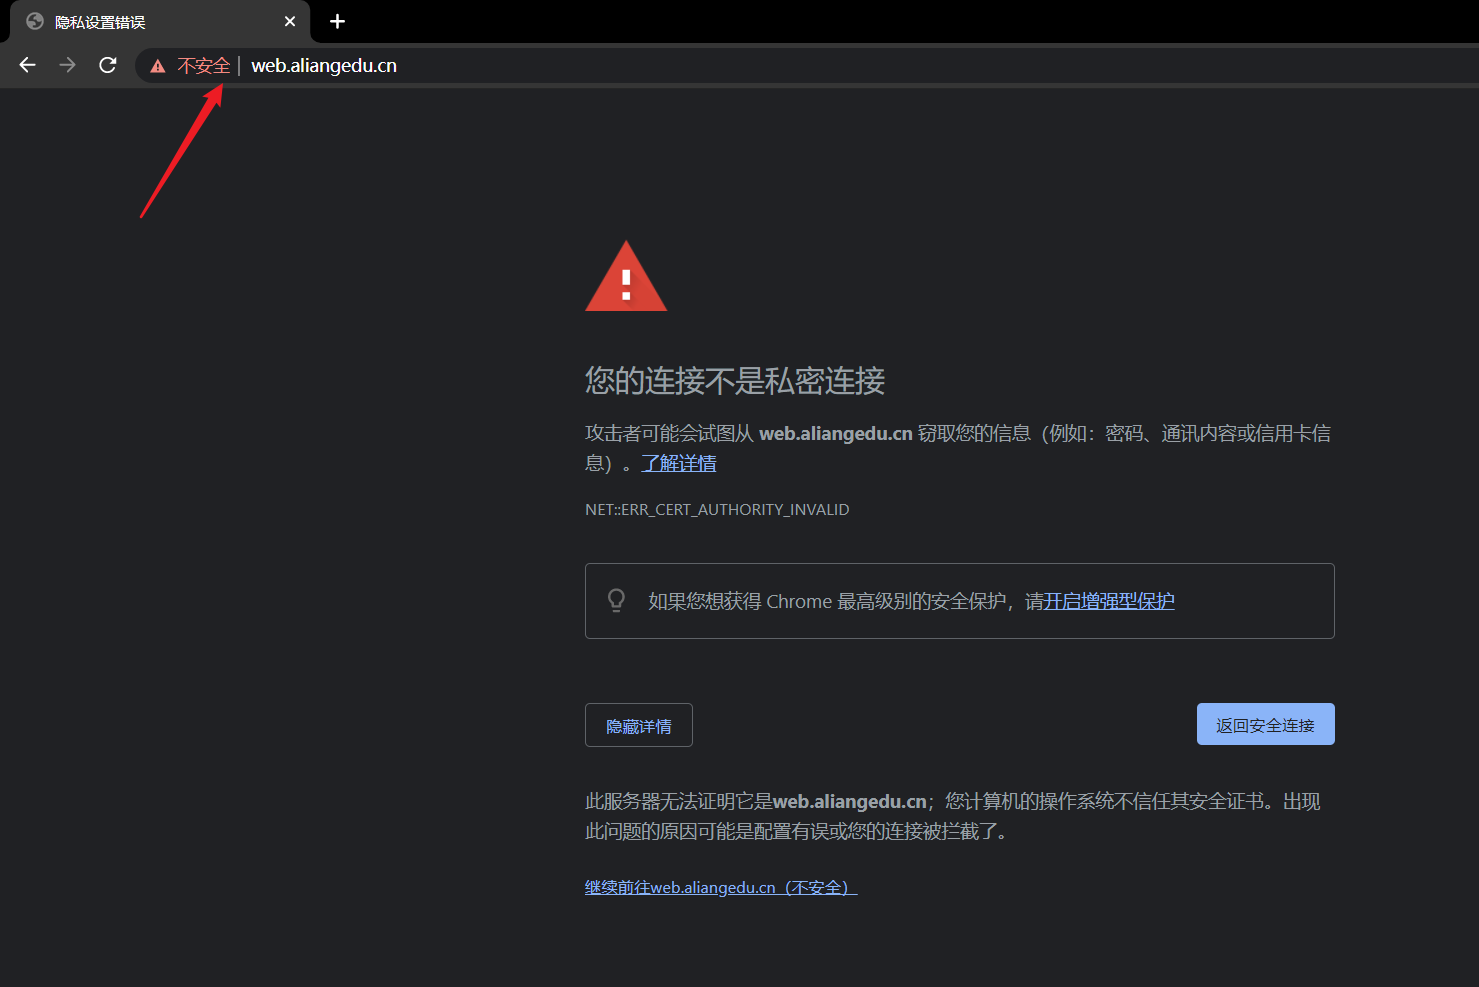 隐私设置错误
不安全 | web.aliangedu.cn
您的连接不是私密连接
攻击者可能会试图从 web.aliangedu.cn 窃取您的信息（例如：密码、通讯内容或信用卡信
息）。了解详情
NET::ERR_CERT_AUTHORITY_INVALID
如果您想获得 Chrome 最高级别的安全保护，请开启增强型保护
隐藏详情
返回安全连接
此服务器无法证明它是web.aliangedu.cn；您计算机的操作系统不信任其安全证书。出现
此问题的原因可能是配置有误或您的连接被拦截了。
继续前往web.aliangedu.cn（不安全）